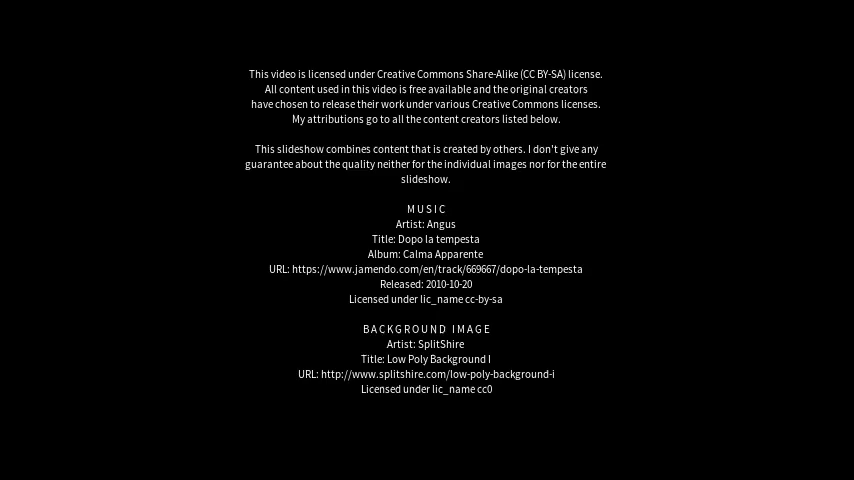 This video is licensed under Creative Commons Share-Alike (CC BY-SA) license.
All content used in this video is free available and the original creators
have chosen to release their work under various Creative Commons licenses.
My attributions go to all the content creators listed below.
This slideshow combines content that is created by others. I don't give any
guarantee about the quality neither for the individual images nor for the entire
slideshow.
MUSIC
Artist: Angus
Title: Dopo la tempesta
Album: Calma Apparente
URL: https://www.jamendo.com/en/track/669667/dopo-la-tempesta
Released: 2010-10-20
Licensed under lic_name cc-by-sa
BACKGROUND IMAGE
Artist: SplitShire
Title: Low Poly Background I
URL: http://www.splitshire.com/low-poly-background-i
Licensed under lic_name cc0